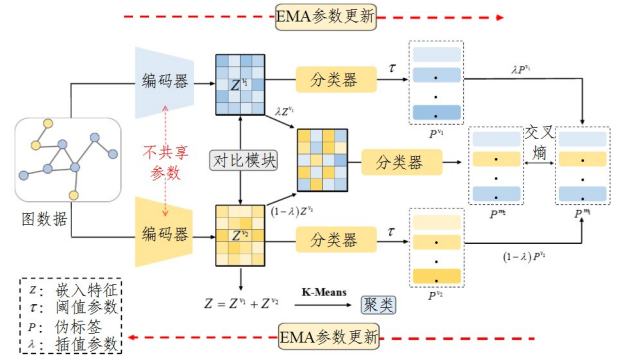 EMA参数更新
编码器
Z^{v_1}
分类器
τ
P^{v_1}
λP^{v_1}
λZ^{v_1}
不共享
参数
对比模块
分类器
交叉
熵
P^{m_2}
P^{m_1}
图数据
(1-λ)Z^{v_2}
编码器
Z^{v_2}
分类器
τ
P^{v_2}
(1-λ)P^{v_2}
Z = Z^{v_1} + Z^{v_2}
K-Means
聚类
Z: 嵌入特征
τ: 阈值参数
P: 伪标签
λ: 插值参数
EMA参数更新